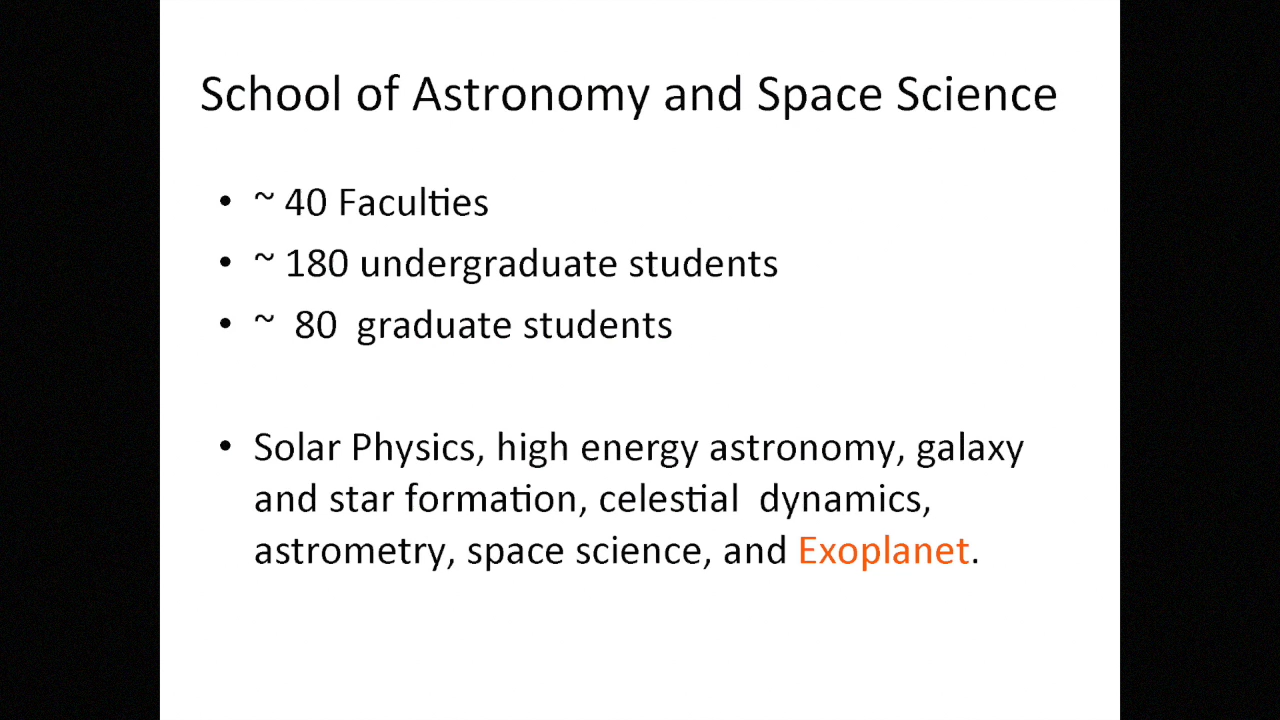 School of Astronomy and Space Science
• ~ 40 Faculties
• ~ 180 undergraduate students
• ~ 80 graduate students
• Solar Physics, high energy astronomy, galaxy
and star formation, celestial dynamics,
astrometry, space science, and Exoplanet.